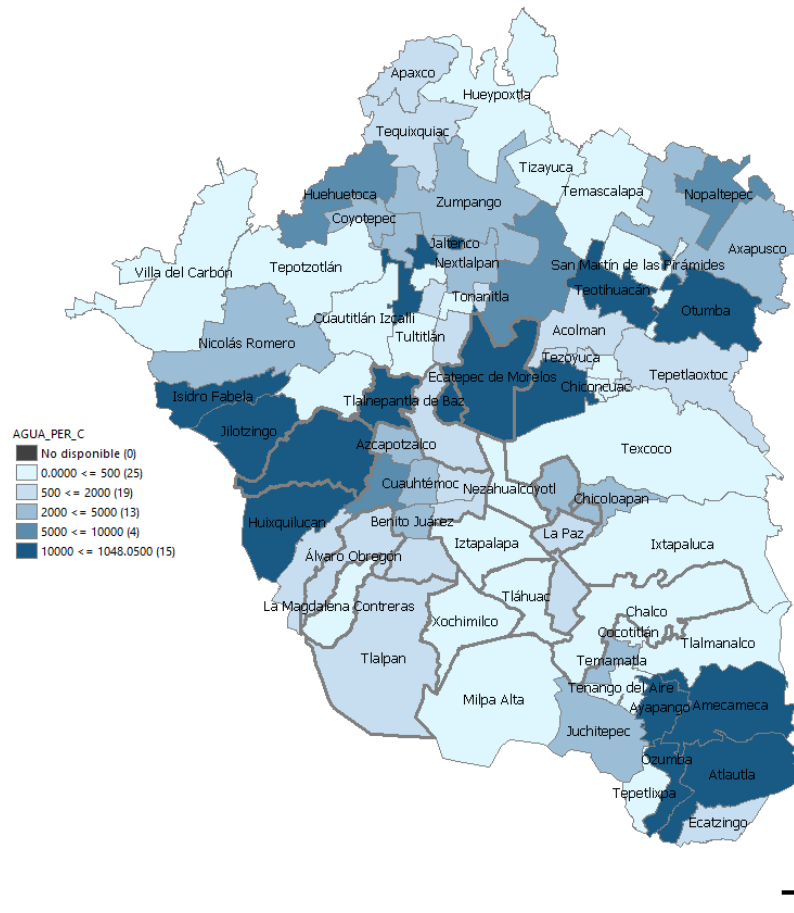 Apaxco
Hueypoxtla
Tequixquiac
Tizayuca
Temascalapa
Huehuetoca
Nopaltepec
Zumpango
Coyotepec
Jaltenco
Axapusco
Nextlalpan
San Martín de las Pirámides
Villa del Carbón
Tepotzotlán
Teotihuacán
Tonanitla
Otumba
Cuautitlán Izcalli
Acolman
Tultitlán
Nicolás Romero
Tezoyuca
Tepetlaoxtoc
Ecatepec de Morelos
Chiconcuac
Isidro Fabela
Tlalnepantla de Baz
Jilotzingo
Azcapotzalco
Texcoco
Cuauhtémoc
Nezahualcóyotl
Chicoloapan
Huixquilucan
Benito Juárez
La Paz
Iztapalapa
Ixtapaluca
Álvaro Obregón
Tláhuac
La Magdalena Contreras
Chalco
Xochimilco
Cocotitlán
Tlalmanalco
Tlalpan
Temamatla
Tenango del Aire
Milpa Alta
Ayapango
Amecameca
Juchitepec
Ozumba
Atlautla
Tepetlixpa
Ecatzingo
AGUA_PER_C
No disponible (0)
0.0000 <= 500 (25)
500 <= 2000 (19)
2000 <= 5000 (13)
5000 <= 10000 (4)
10000 <= 1048.0500 (15)